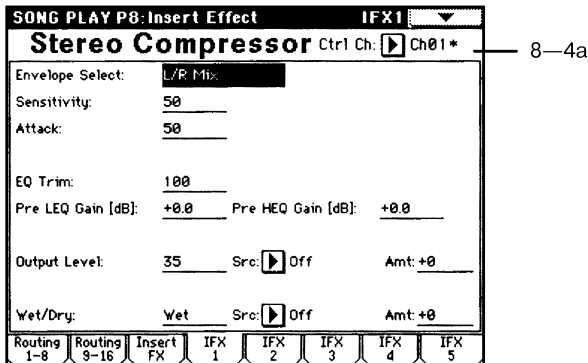 SONG PLAY P8:Insert Effect IFX1
Stereo Compressor Ctrl Ch: Ch01*
8—4a
Envelope Select: L/R Mix
Sensitivity: 50
Attack: 50
EQ Trim: 100
Pre LEQ Gain [dB]: +0.0 Pre HEQ Gain [dB]: +0.0
Output Level: 35 Src: Off Amt: +0
Wet/Dry: Wet Src: Off Amt: +0
Routing 1-8 Routing 9-16 Insert FX IFX 1 IFX 2 IFX 3 IFX 4 IFX 5